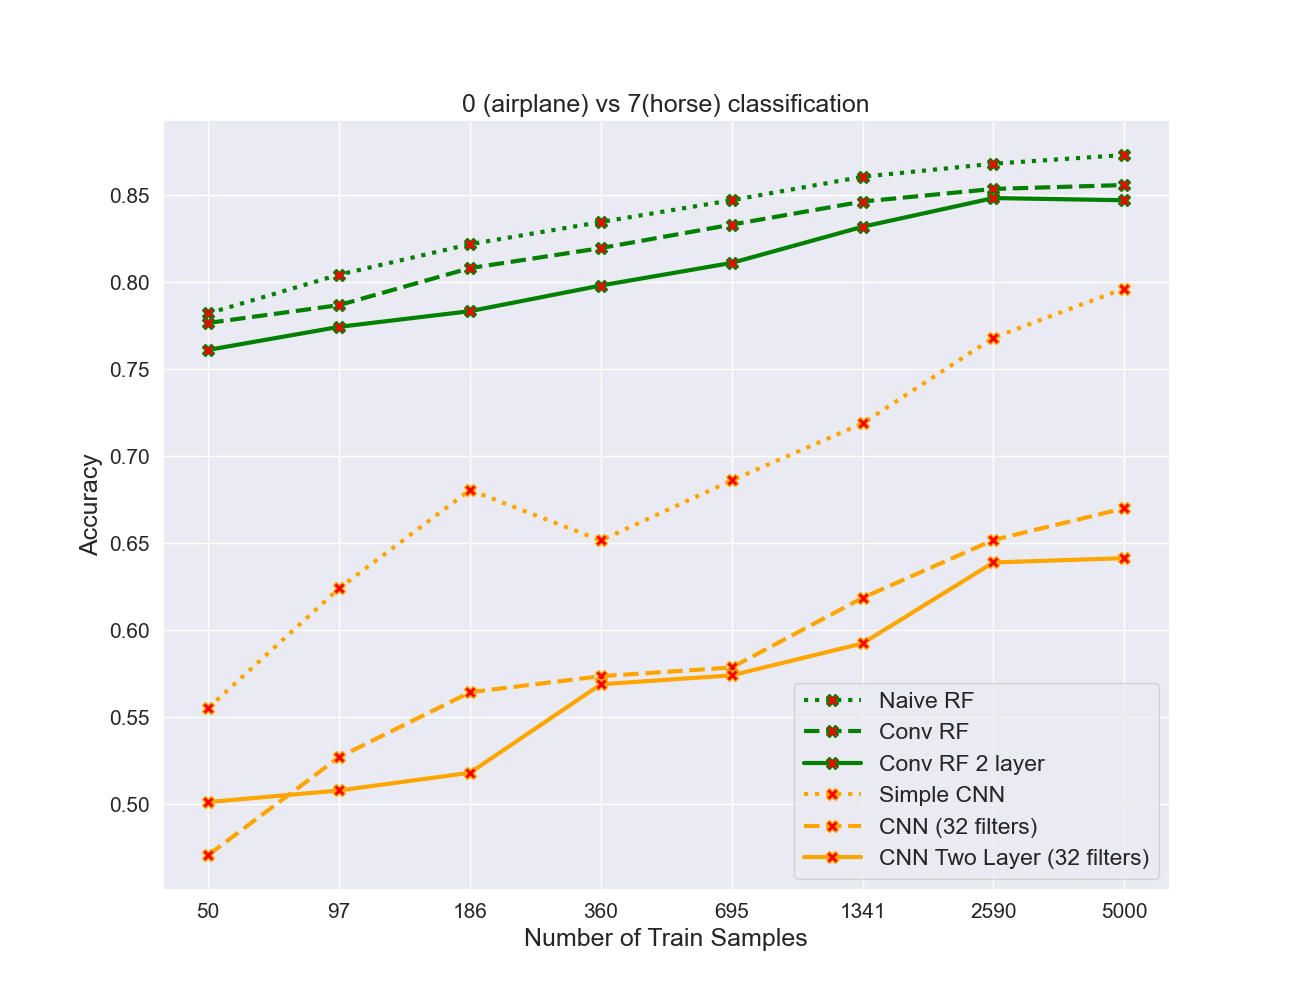 0 (airplane) vs 7(horse) classification
Accuracy
0.85
0.80
0.75
0.70
0.65
0.60
0.55
0.50
Naive RF
Conv RF
Conv RF 2 layer
Simple CNN
CNN (32 filters)
CNN Two Layer (32 filters)
50 97 186 360 695 1341 2590 5000
Number of Train Samples